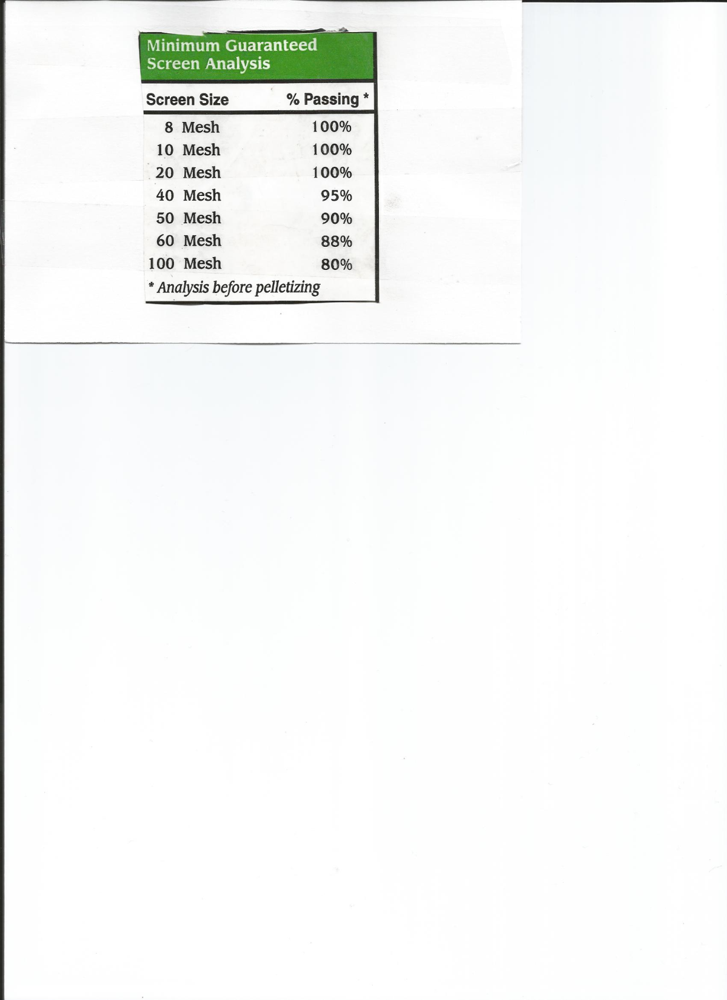 Minimum Guaranteed
Screen Analysis
Screen Size % Passing *
8 Mesh 100%
10 Mesh 100%
20 Mesh 100%
40 Mesh 95%
50 Mesh 90%
60 Mesh 88%
100 Mesh 80%
* Analysis before pelletizing